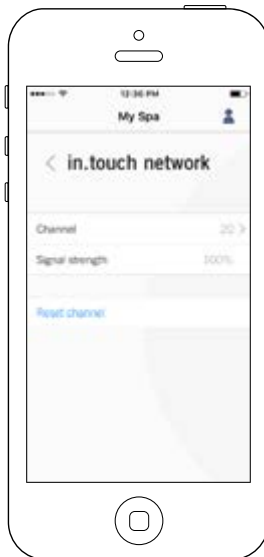 12:36 PM
My Spa
in.touch network
Channel 20
Signal strength 100%
Reset channel